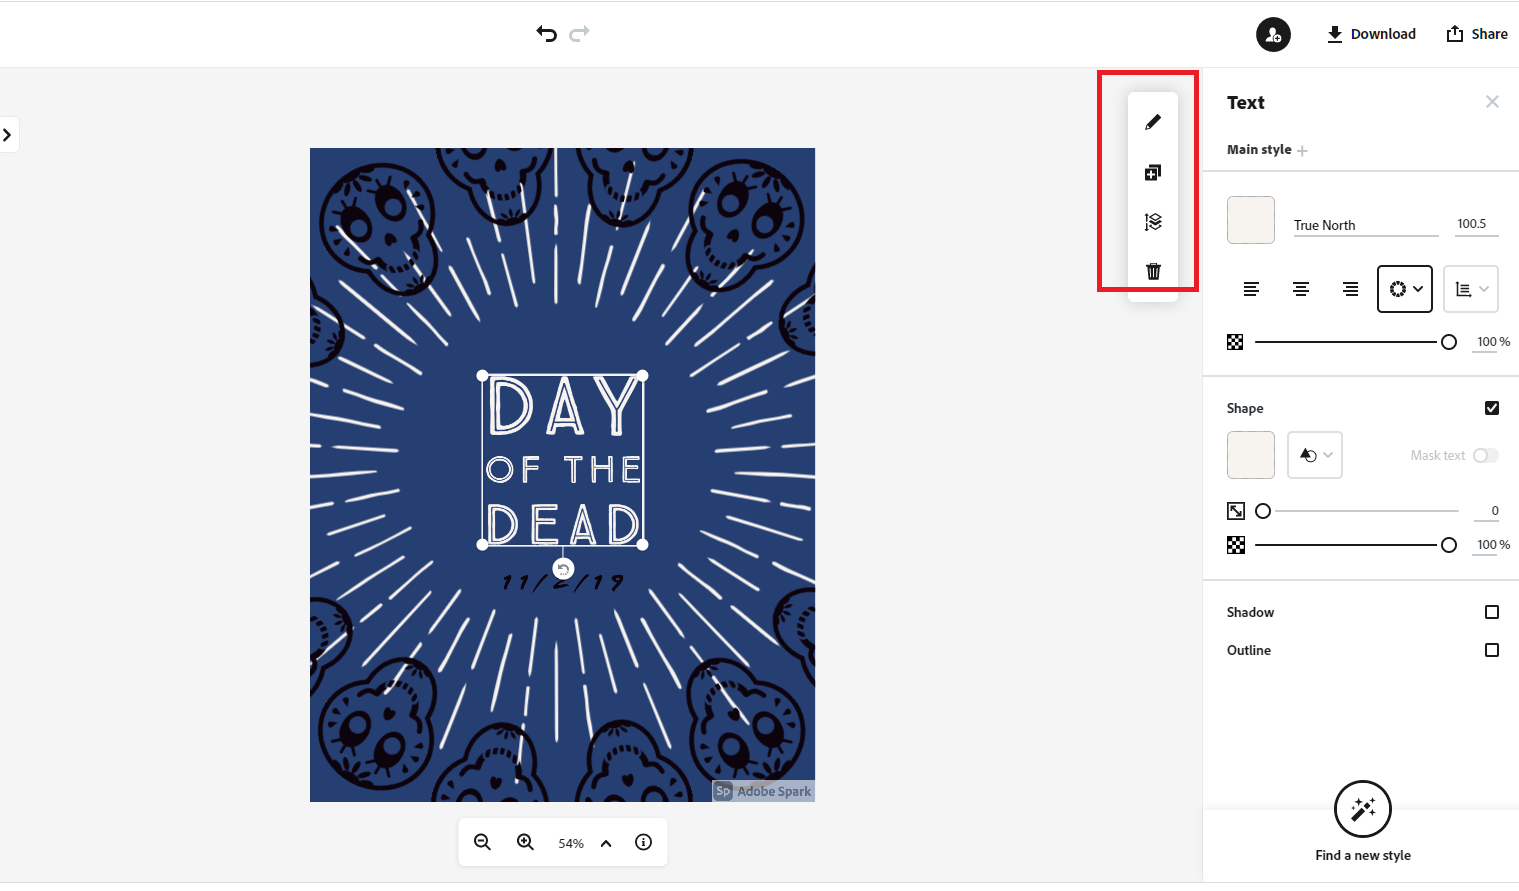 Download
Share
Text
Main style
True North
100.5
100 %
Shape
Mask text
0
100 %
Shadow
Outline
Find a new style
DAY
OF THE
DEAD
11/2/19
Sp Adobe Spark
54%